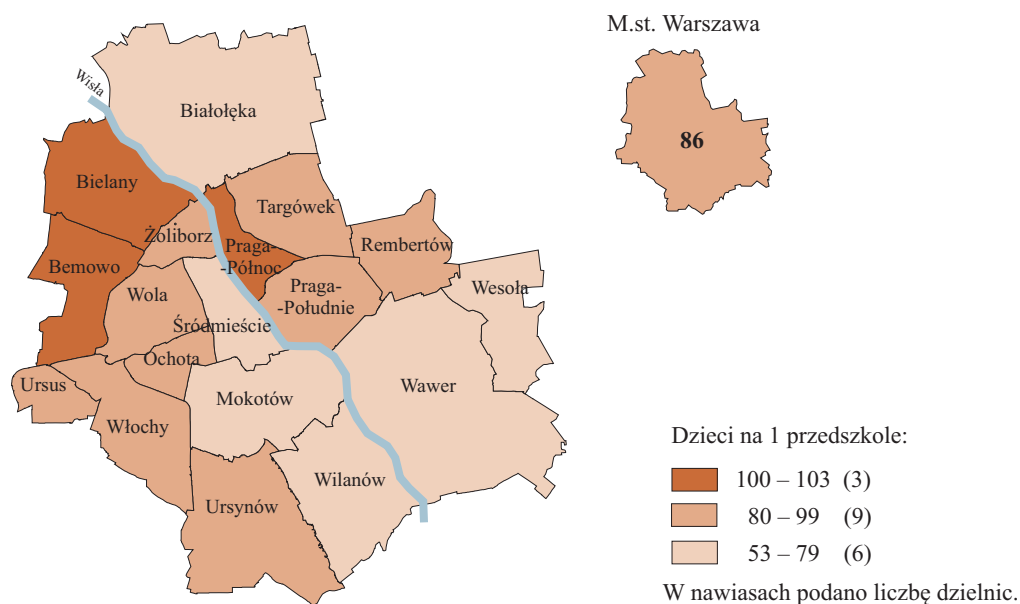 M.st. Warszawa
Wisła
Białołęka
86
Bielany
Targówek
Żoliborz
Rembertów
Praga-
-Północ
Bemowo
Praga-
-Południe
Wesoła
Wola
Śródmieście
Ochota
Ursus
Wawer
Mokotów
Włochy
Wilanów
Ursynów
Dzieci na 1 przedszkole:
100 – 103 (3)
80 – 99 (9)
53 – 79 (6)
W nawiasach podano liczbę dzielnic.